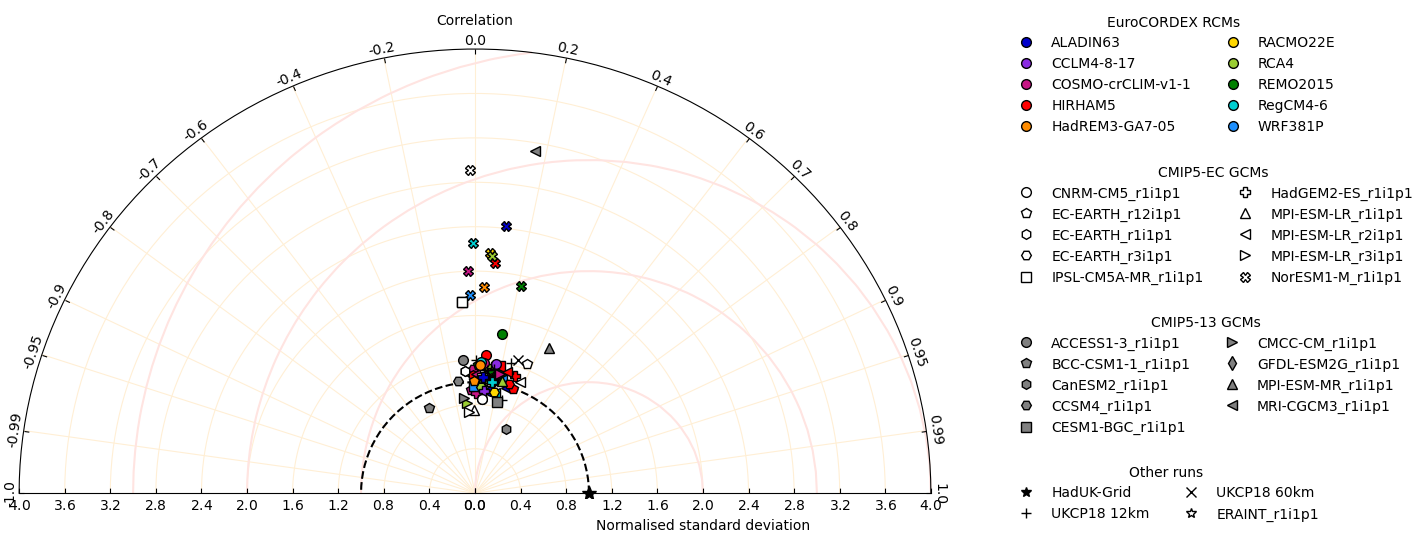 Correlation
-0.99
-0.95
-0.9
-0.8
-0.7
-0.6
-0.4
-0.2
0.0
0.2
0.4
0.6
0.7
0.8
0.9
0.95
0.99
1.0
1.0
4.0 3.6 3.2 2.8 2.4 2.0 1.6 1.2 0.8 0.4 0.0 0.4 0.8 1.2 1.6 2.0 2.4 2.8 3.2 3.6 4.0
Normalised standard deviation
EuroCORDEX RCMs
ALADIN63 RACMO22E
CCLM4-8-17 RCA4
COSMO-crCLIM-v1-1 REMO2015
HIRHAM5 RegCM4-6
HadREM3-GA7-05 WRF381P
CMIP5-EC GCMs
CNRM-CM5_r1i1p1 HadGEM2-ES_r1i1p1
EC-EARTH_r12i1p1 MPI-ESM-LR_r1i1p1
EC-EARTH_r1i1p1 MPI-ESM-LR_r2i1p1
EC-EARTH_r3i1p1 MPI-ESM-LR_r3i1p1
IPSL-CM5A-MR_r1i1p1 NorESM1-M_r1i1p1
CMIP5-13 GCMs
ACCESS1-3_r1i1p1 CMCC-CM_r1i1p1
BCC-CSM1-1_r1i1p1 GFDL-ESM2G_r1i1p1
CanESM2_r1i1p1 MPI-ESM-MR_r1i1p1
CCSM4_r1i1p1 MRI-CGCM3_r1i1p1
CESM1-BGC_r1i1p1
Other runs
HadUK-Grid UKCP18 60km
UKCP18 12km ERAINT_r1i1p1